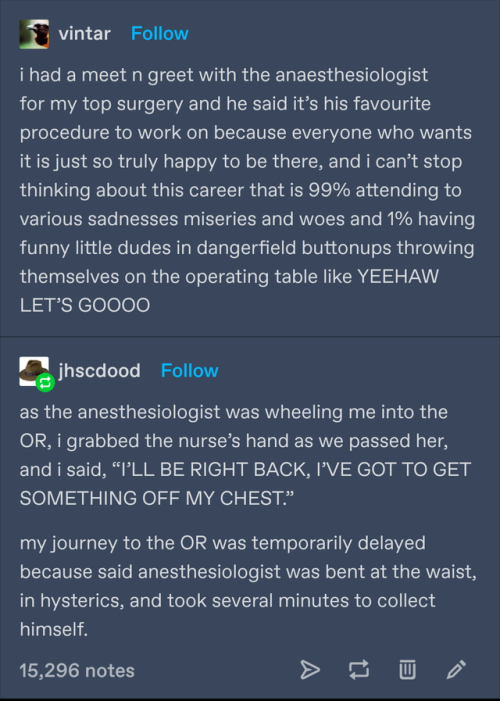 vintar Follow
i had a meet n greet with the anaesthesiologist
for my top surgery and he said it’s his favourite
procedure to work on because everyone who wants
it is just so truly happy to be there, and i can’t stop
thinking about this career that is 99% attending to
various sadnesses miseries and woes and 1% having
funny little dudes in dangerfield buttonups throwing
themselves on the operating table like YEEHAW
LET’S GOOOO
jhscdood Follow
as the anesthesiologist was wheeling me into the
OR, i grabbed the nurse’s hand as we passed her,
and i said, “I’LL BE RIGHT BACK, I’VE GOT TO GET
SOMETHING OFF MY CHEST.”
my journey to the OR was temporarily delayed
because said anesthesiologist was bent at the waist,
in hysterics, and took several minutes to collect
himself.
15,296 notes